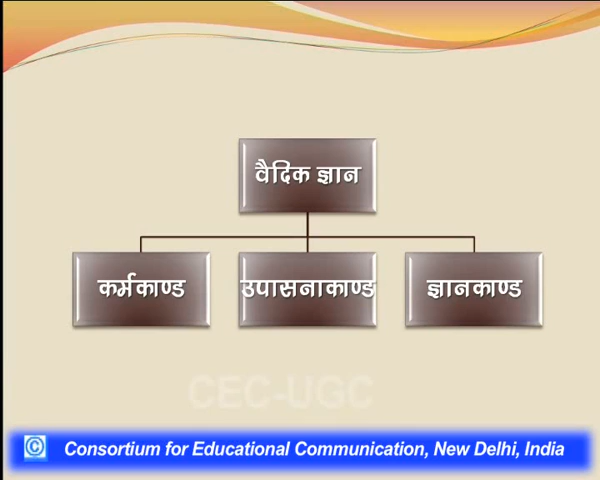 वैदिक ज्ञान
कर्मकाण्ड
उपासनाकाण्ड
ज्ञानकाण्ड
CEC-UGC
© Consortium for Educational Communication, New Delhi, India